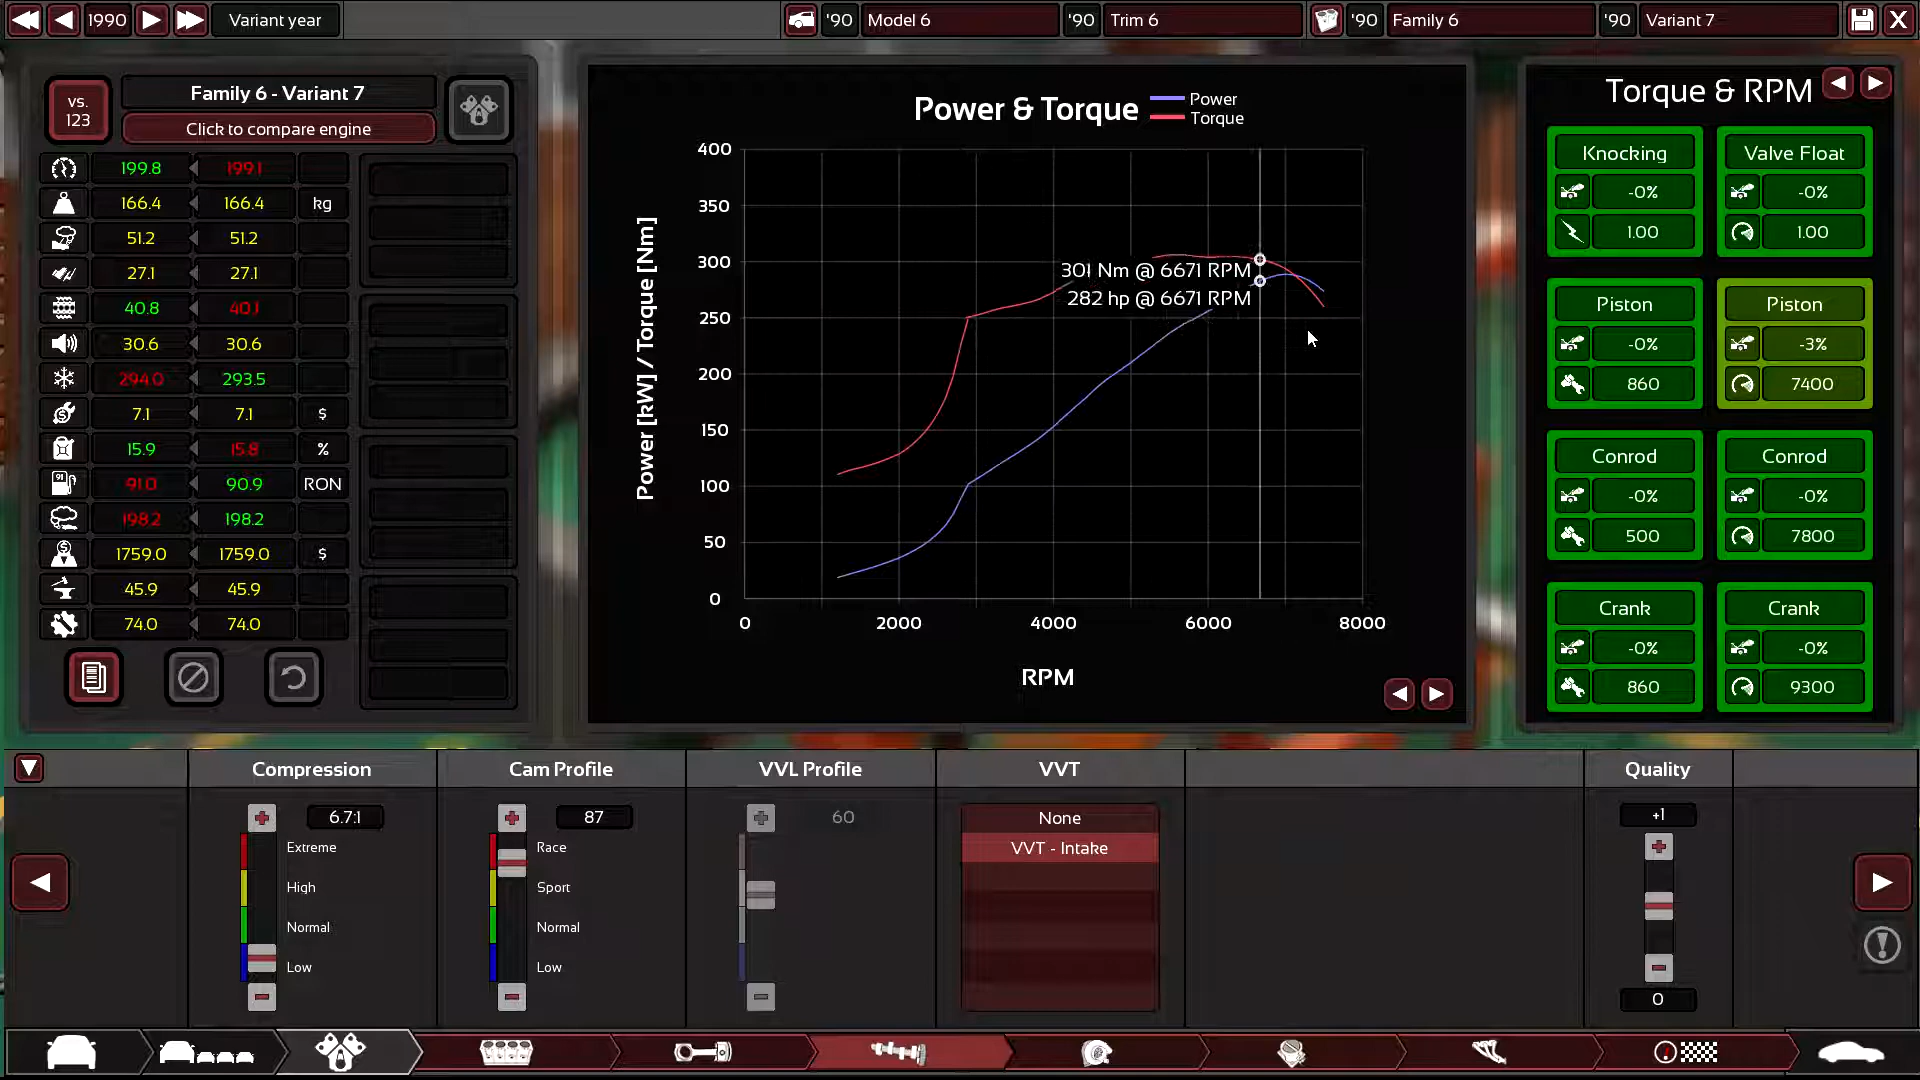 1990 Variant year '90 Model 6 '90 Trim 6 '90 Family 6 '90 Variant 7 X
vs. 123
Family 6 - Variant 7
Click to compare engine
199.8 199.1
166.4 166.4 kg
51.2 51.2
27.1 27.1
40.8 40.1
30.6 30.6
294.0 293.5
7.1 7.1 $
15.9 15.8 %
91.0 90.9 RON
198.2 198.2
1759.0 1759.0 $
45.9 45.9
74.0 74.0
Power & Torque
Power
Torque
Power [kW] / Torque [Nm]
400
350
300
250
200
150
100
50
0
301 Nm @ 6671 RPM
282 hp @ 6671 RPM
0 2000 4000 6000 8000
RPM
Torque & RPM
Knocking Valve Float
-0% -0%
1.00 1.00
Piston Piston
-0% -3%
860 7400
Conrod Conrod
-0% -0%
500 7800
Crank Crank
-0% -0%
860 9300
Compression
6.7:1
Extreme
High
Normal
Low
Cam Profile
87
Race
Sport
Normal
Low
VVL Profile
60
VVT
None
VVT - Intake
Quality
+1
0